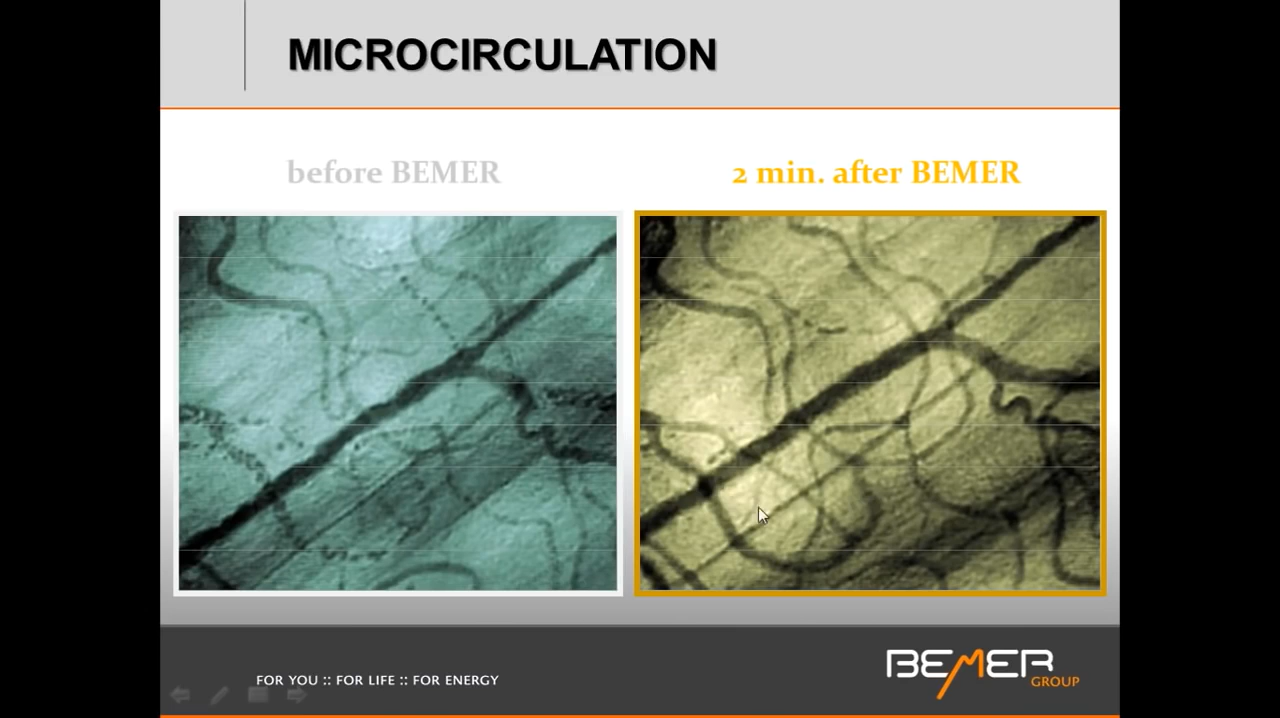 MICROCIRCULATION
before BEMER
2 min. after BEMER
FOR YOU :: FOR LIFE :: FOR ENERGY
BEMER
GROUP